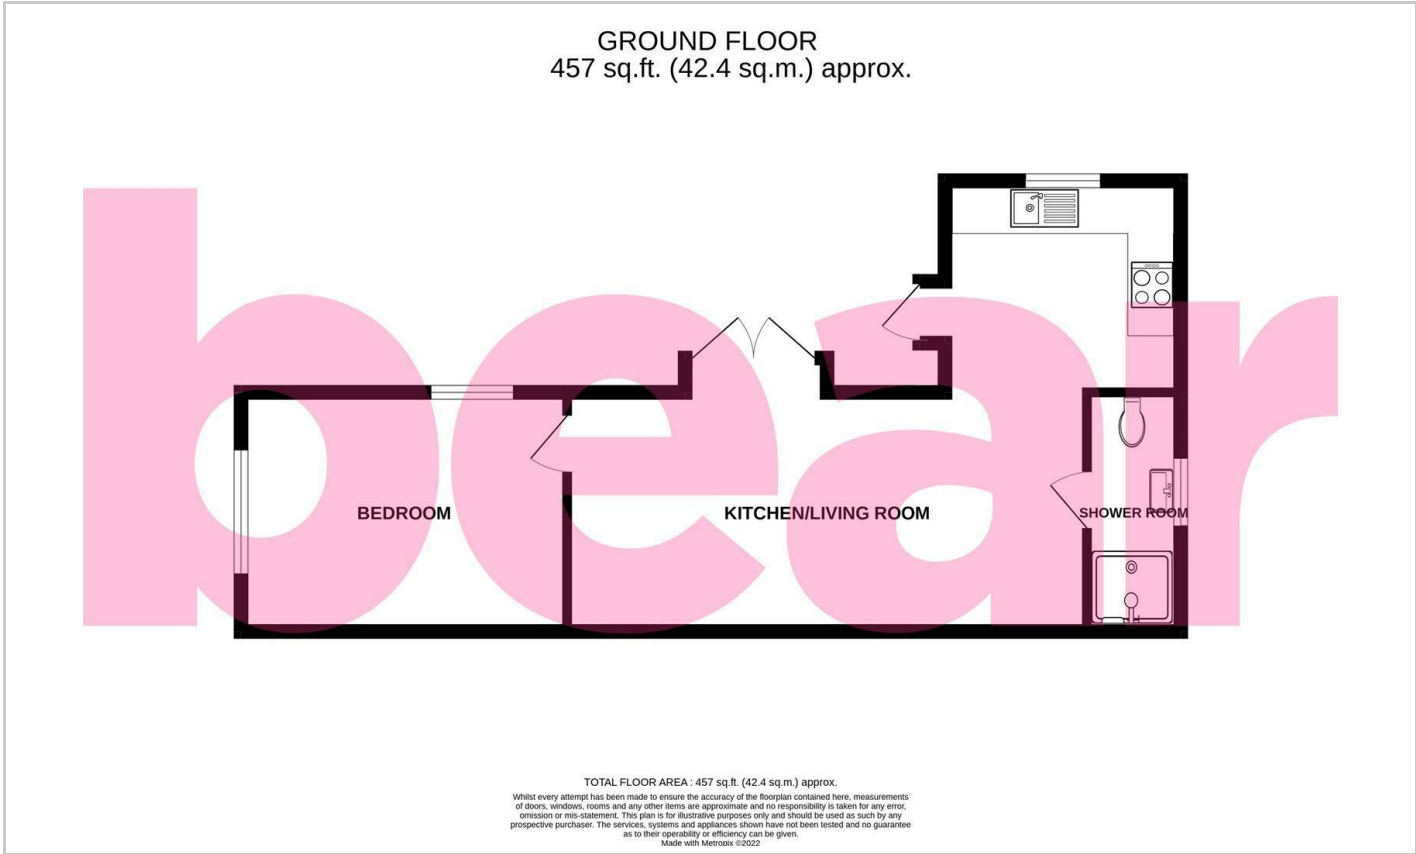 GROUND FLOOR
457 sq.ft. (42.4 sq.m.) approx.
bear
BEDROOM
KITCHEN/LIVING ROOM
SHOWER ROOM
TOTAL FLOOR AREA : 457 sq.ft. (42.4 sq.m.) approx.
Whilst every attempt has been made to ensure the accuracy of the floorplan contained here, measurements
of doors, windows, rooms and any other items are approximate and no responsibility is taken for any error,
omission or mis-statement. This plan is for illustrative purposes only and should be used as such by any
prospective purchaser. The services, systems and appliances shown have not been tested and no guarantee
as to their operability or efficiency can be given.
Made with Metropix ©2022